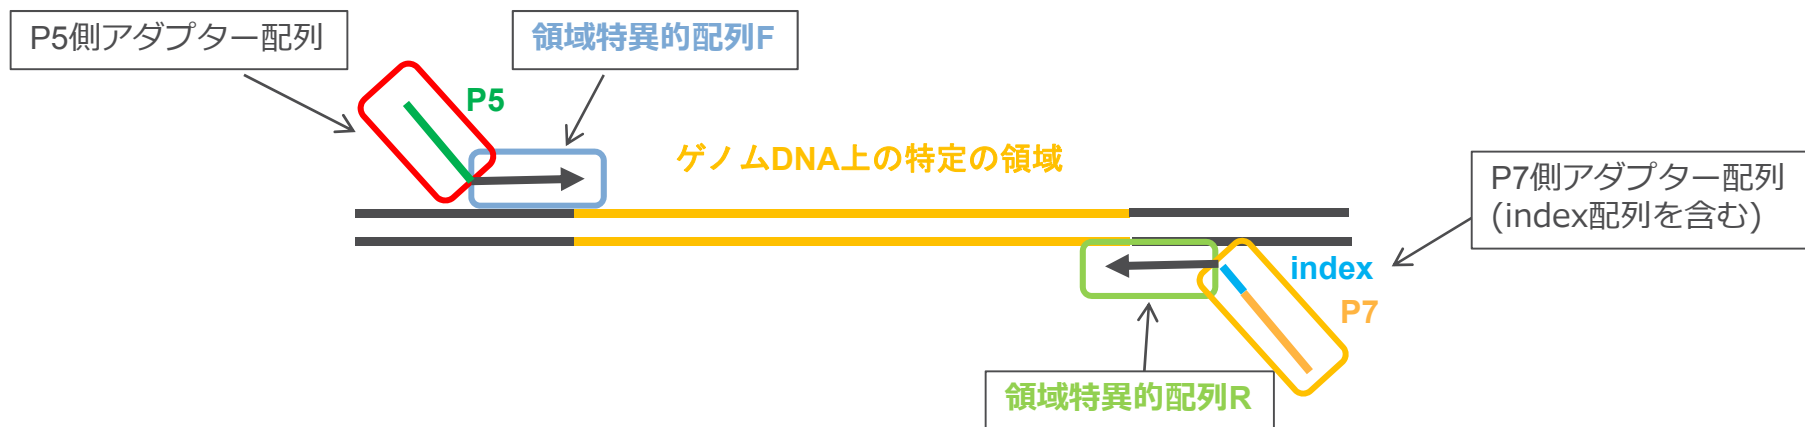 P5側アダプター配列
領域特異的配列F
P5
ゲノムDNA上の特定の領域
P7側アダプター配列
(index配列を含む)
index
P7
領域特異的配列R